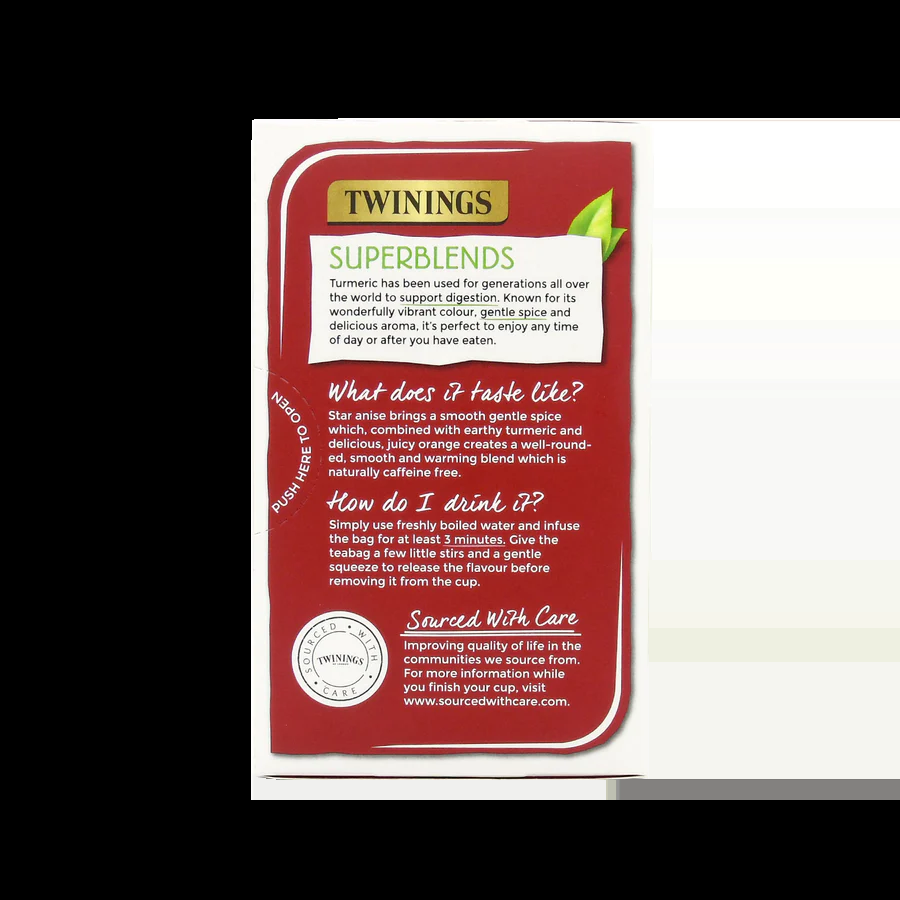 TWININGS
SUPERBLENDS
Turmeric has been used for generations all over
the world to support digestion. Known for its
wonderfully vibrant colour, gentle spice and
delicious aroma, it's perfect to enjoy any time
of day or after you have eaten.
What does it taste like?
Star anise brings a smooth gentle spice
which, combined with earthy turmeric and
delicious, juicy orange creates a well-round-
ed, smooth and warming blend which is
naturally caffeine free.
PUSH HERE TO OPEN
How do I drink it?
Simply use freshly boiled water and infuse
the bag for at least 3 minutes. Give the
teabag a few little stirs and a gentle
squeeze to release the flavour before
removing it from the cup.
Sourced With Care
Improving quality of life in the
communities we source from.
For more information while
you finish your cup, visit
www.sourcedwithcare.com.
SOURCED • WITH • CARE •
TWININGS